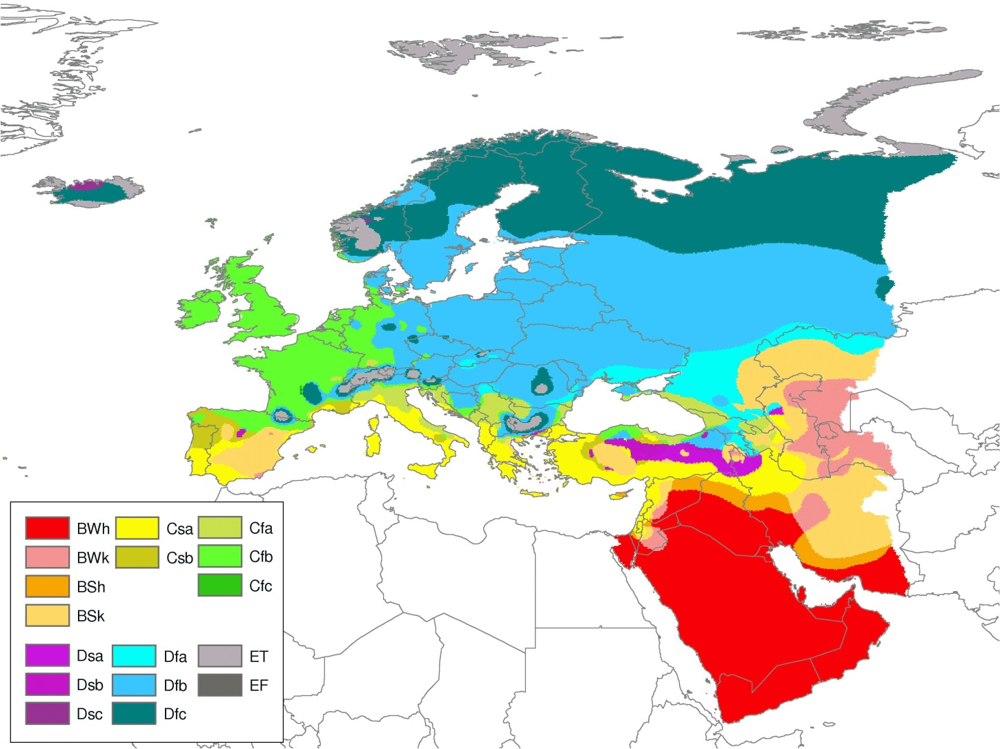 BWh Csa Cfa
BWk Csb Cfb
BSh Cfc
BSk
Dsa Dfa ET
Dsb Dfb EF
Dsc Dfc